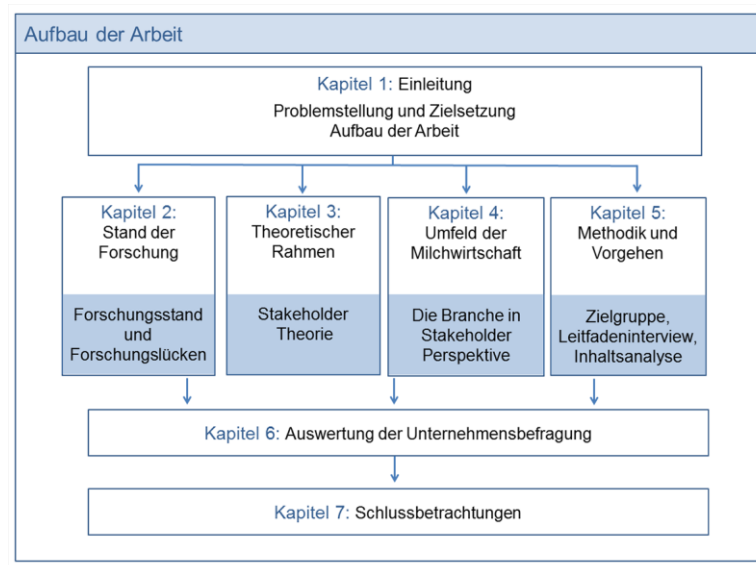 Aufbau der Arbeit
Kapitel 1: Einleitung
Problemstellung und Zielsetzung
Aufbau der Arbeit
Kapitel 2:
Stand der
Forschung
Forschungsstand
und
Forschungslücken
Kapitel 3:
Theoretischer
Rahmen
Stakeholder
Theorie
Kapitel 4:
Umfeld der
Milchwirtschaft
Die Branche in
Stakeholder
Perspektive
Kapitel 5:
Methodik und
Vorgehen
Zielgruppe,
Leitfadeninterview,
Inhaltsanalyse
Kapitel 6: Auswertung der Unternehmensbefragung
Kapitel 7: Schlussbetrachtungen